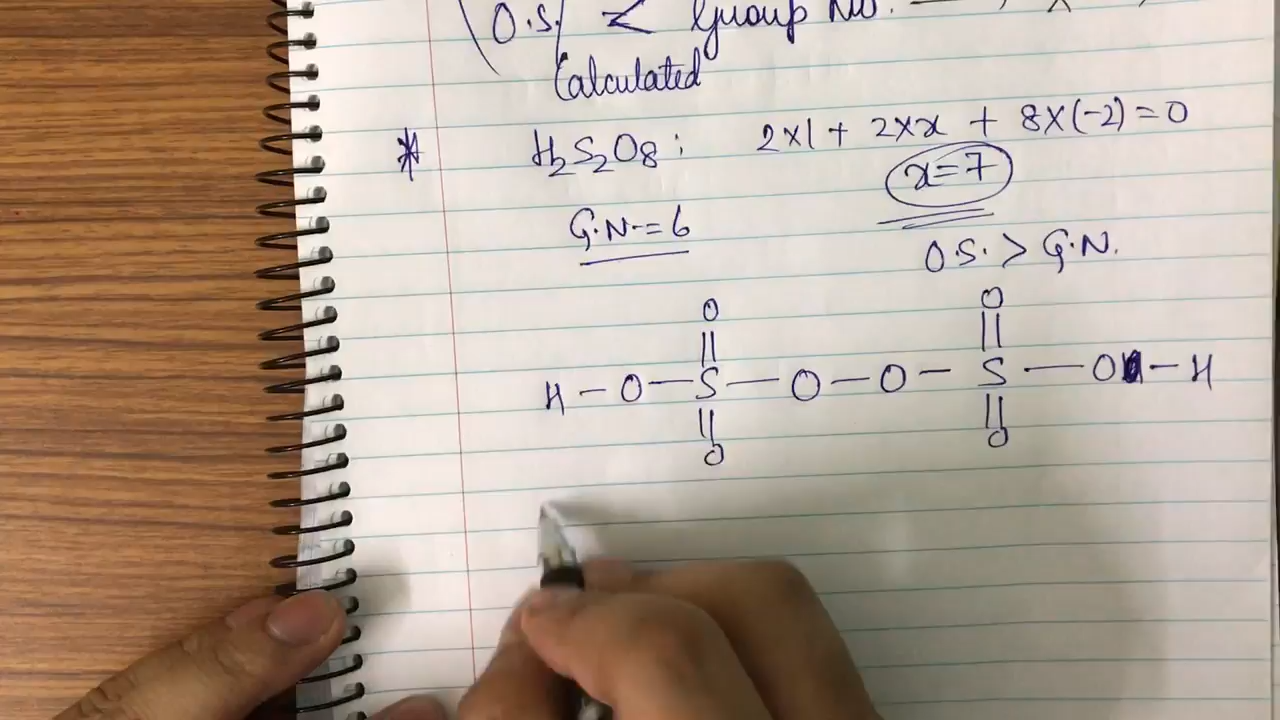 (O.S.) < Group No.
Calculated
* H₂S₂O₈ : 2×1 + 2×x + 8×(-2) = 0
x=7
G.N.=6
O.S. > G.N.
O O
|| ||
H - O - S - O - O - S - O - H
|| ||
O O